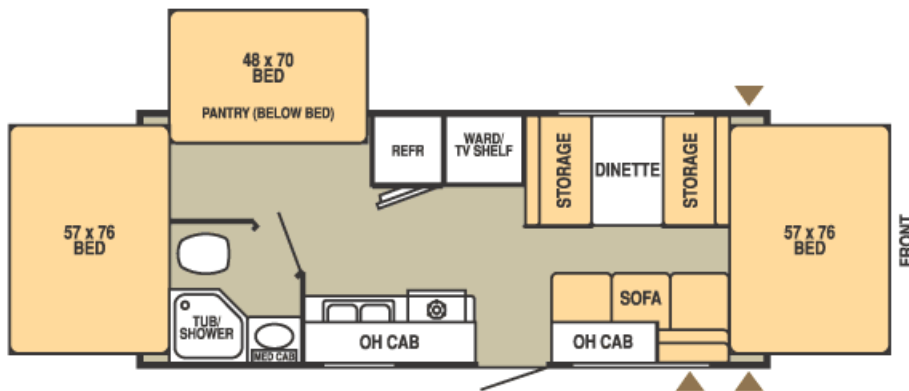 48 x 70
BED
PANTRY (BELOW BED)
REFR
WARD/
TV SHELF
STORAGE
DINETTE
STORAGE
57 x 76
BED
57 x 76
BED
FRONT
TUB/
SHOWER
MED CAB
OH CAB
SOFA
OH CAB